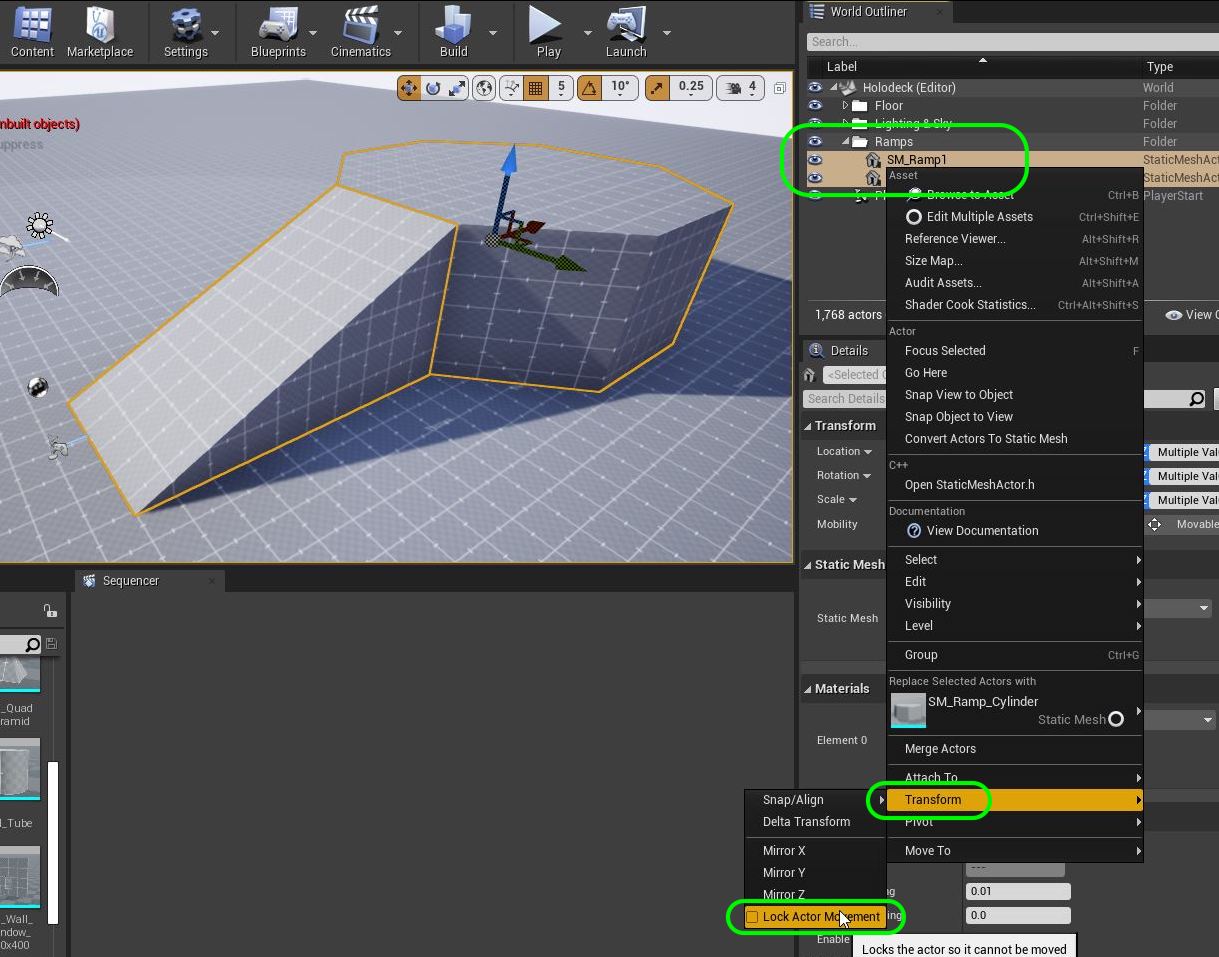 Content
Marketplace
Settings
Blueprints
Cinematics
Build
Play
Launch
5
10°
0.25
4
nbuilt objects)
uppress
World Outliner
Search...
Label
Type
Holodeck (Editor)
World
Floor
Folder
Lighting & Sky
Folder
Ramps
Folder
SM_Ramp1
StaticMeshAct
StaticMeshAct
PlayerStart
1,768 actors
View O
Asset
Browse to Asset
Ctrl+B
Edit Multiple Assets
Ctrl+Shift+E
Reference Viewer...
Alt+Shift+R
Size Map...
Alt+Shift+M
Audit Assets...
Alt+Shift+A
Shader Cook Statistics...
Ctrl+Alt+Shift+S
Actor
Focus Selected
F
Go Here
Snap View to Object
Snap Object to View
Convert Actors To Static Mesh
C++
Open StaticMeshActor.h
Documentation
View Documentation
Select
Edit
Visibility
Level
Group
Ctrl+G
Replace Selected Actors with
SM_Ramp_Cylinder
Static Mesh
Merge Actors
Attach To
Transform
Pivot
Move To
Snap/Align
Delta Transform
Mirror X
Mirror Y
Mirror Z
Lock Actor Movement
Locks the actor so it cannot be moved
Details
<Selected
Search Details
Transform
Location
Multiple Val
Rotation
Multiple Val
Scale
Multiple Val
Mobility
Movable
Static Mesh
Static Mesh
Materials
Element 0
ng
0.01
ing
0.0
Enable
Sequencer
_Quad
ramid
l_Tube
_Wall_
ndow_
0x400